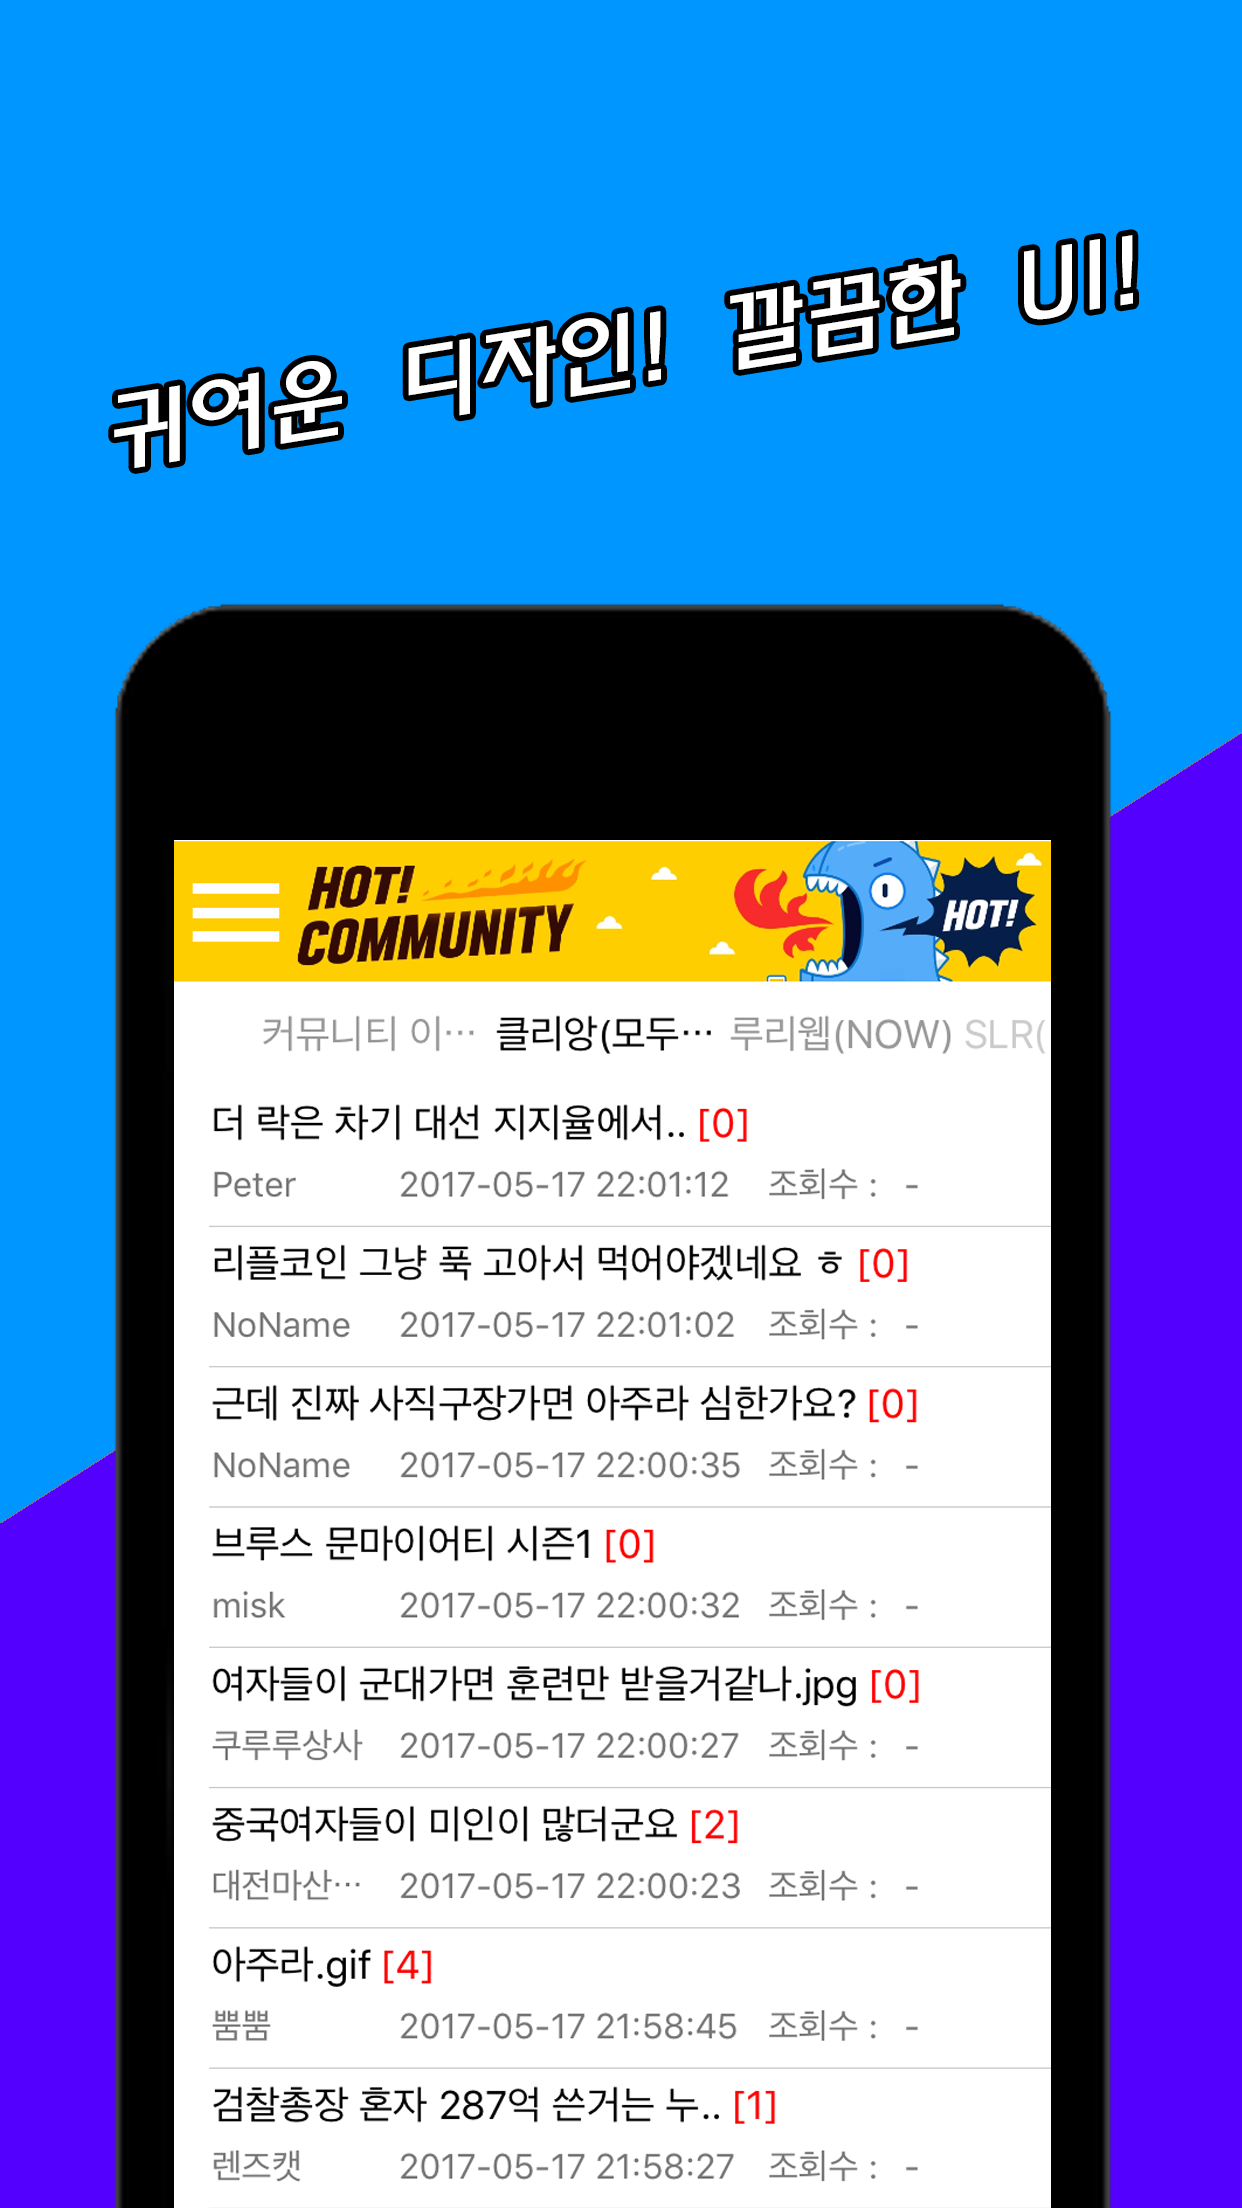 귀여운 디자인! 깔끔한 UI!
HOT!
COMMUNITY
HOT!
커뮤니티 이… 클리앙(모두… 루리웹(NOW) SLR(
더 락은 차기 대선 지지율에서.. [0]
Peter 2017-05-17 22:01:12 조회수 : -
리플코인 그냥 푹 고아서 먹어야겠네요 ㅎ [0]
NoName 2017-05-17 22:01:02 조회수 : -
근데 진짜 사직구장가면 아주라 심한가요? [0]
NoName 2017-05-17 22:00:35 조회수 : -
브루스 문마이어티 시즌1 [0]
misk 2017-05-17 22:00:32 조회수 : -
여자들이 군대가면 훈련만 받을거같나.jpg [0]
쿠루루상사 2017-05-17 22:00:27 조회수 : -
중국여자들이 미인이 많더군요 [2]
대전마산… 2017-05-17 22:00:23 조회수 : -
아주라.gif [4]
뿜뿜 2017-05-17 21:58:45 조회수 : -
검찰총장 혼자 287억 쓴거는 누.. [1]
렌즈캣 2017-05-17 21:58:27 조회수 : -